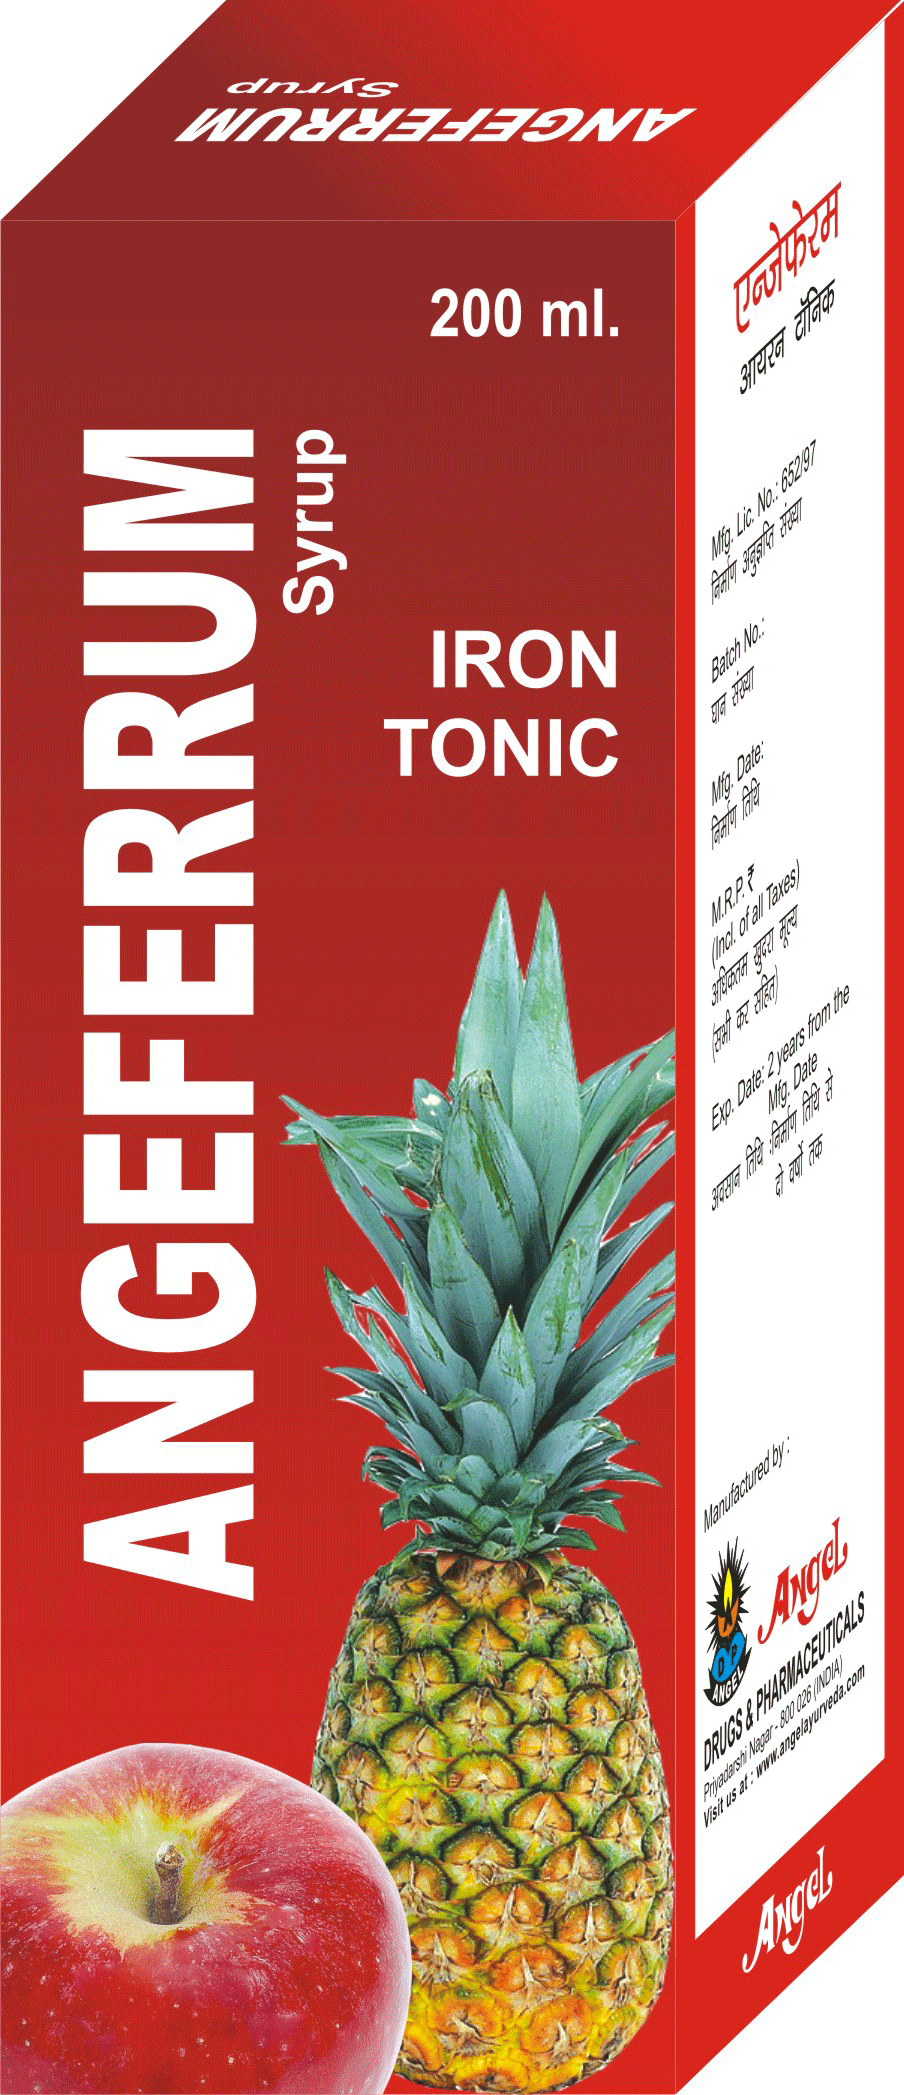 ANGEFERRUM
Syrup
200 ml.
ANGEFERRUM
Syrup
IRON
TONIC
एन्जेफेरम
आयरन टॉनिक
Mfg. Lic. No.: 652/97
निर्माण अनुज्ञप्ति संख्या
Batch No.:
घान संख्या
Mfg. Date:
निर्माण तिथि
M.R.P. ₹
(Incl. of all Taxes)
अधिकतम खुदरा मूल्य
(सभी कर सहित)
Exp. Date: 2 years from the
Mfg. Date
अवसान तिथि :निर्माण तिथि से
दो वर्षो तक
Manufactured by :
A
D P
ANGEL
Angel
DRUGS & PHARMACEUTICALS
Priyadarshi Nagar - 800 026 (INDIA)
Visit us at : www.angelayurveda.com
Angel